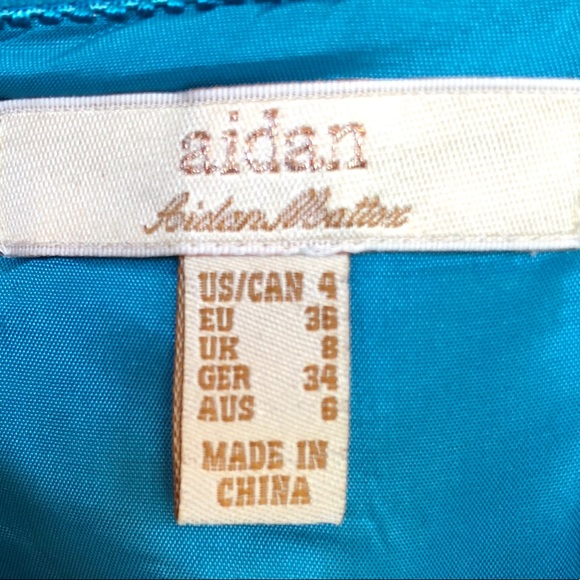 aidan
Aidan Mattox
US/CAN 4
EU 36
UK 8
GER 34
AUS 6
MADE IN
CHINA